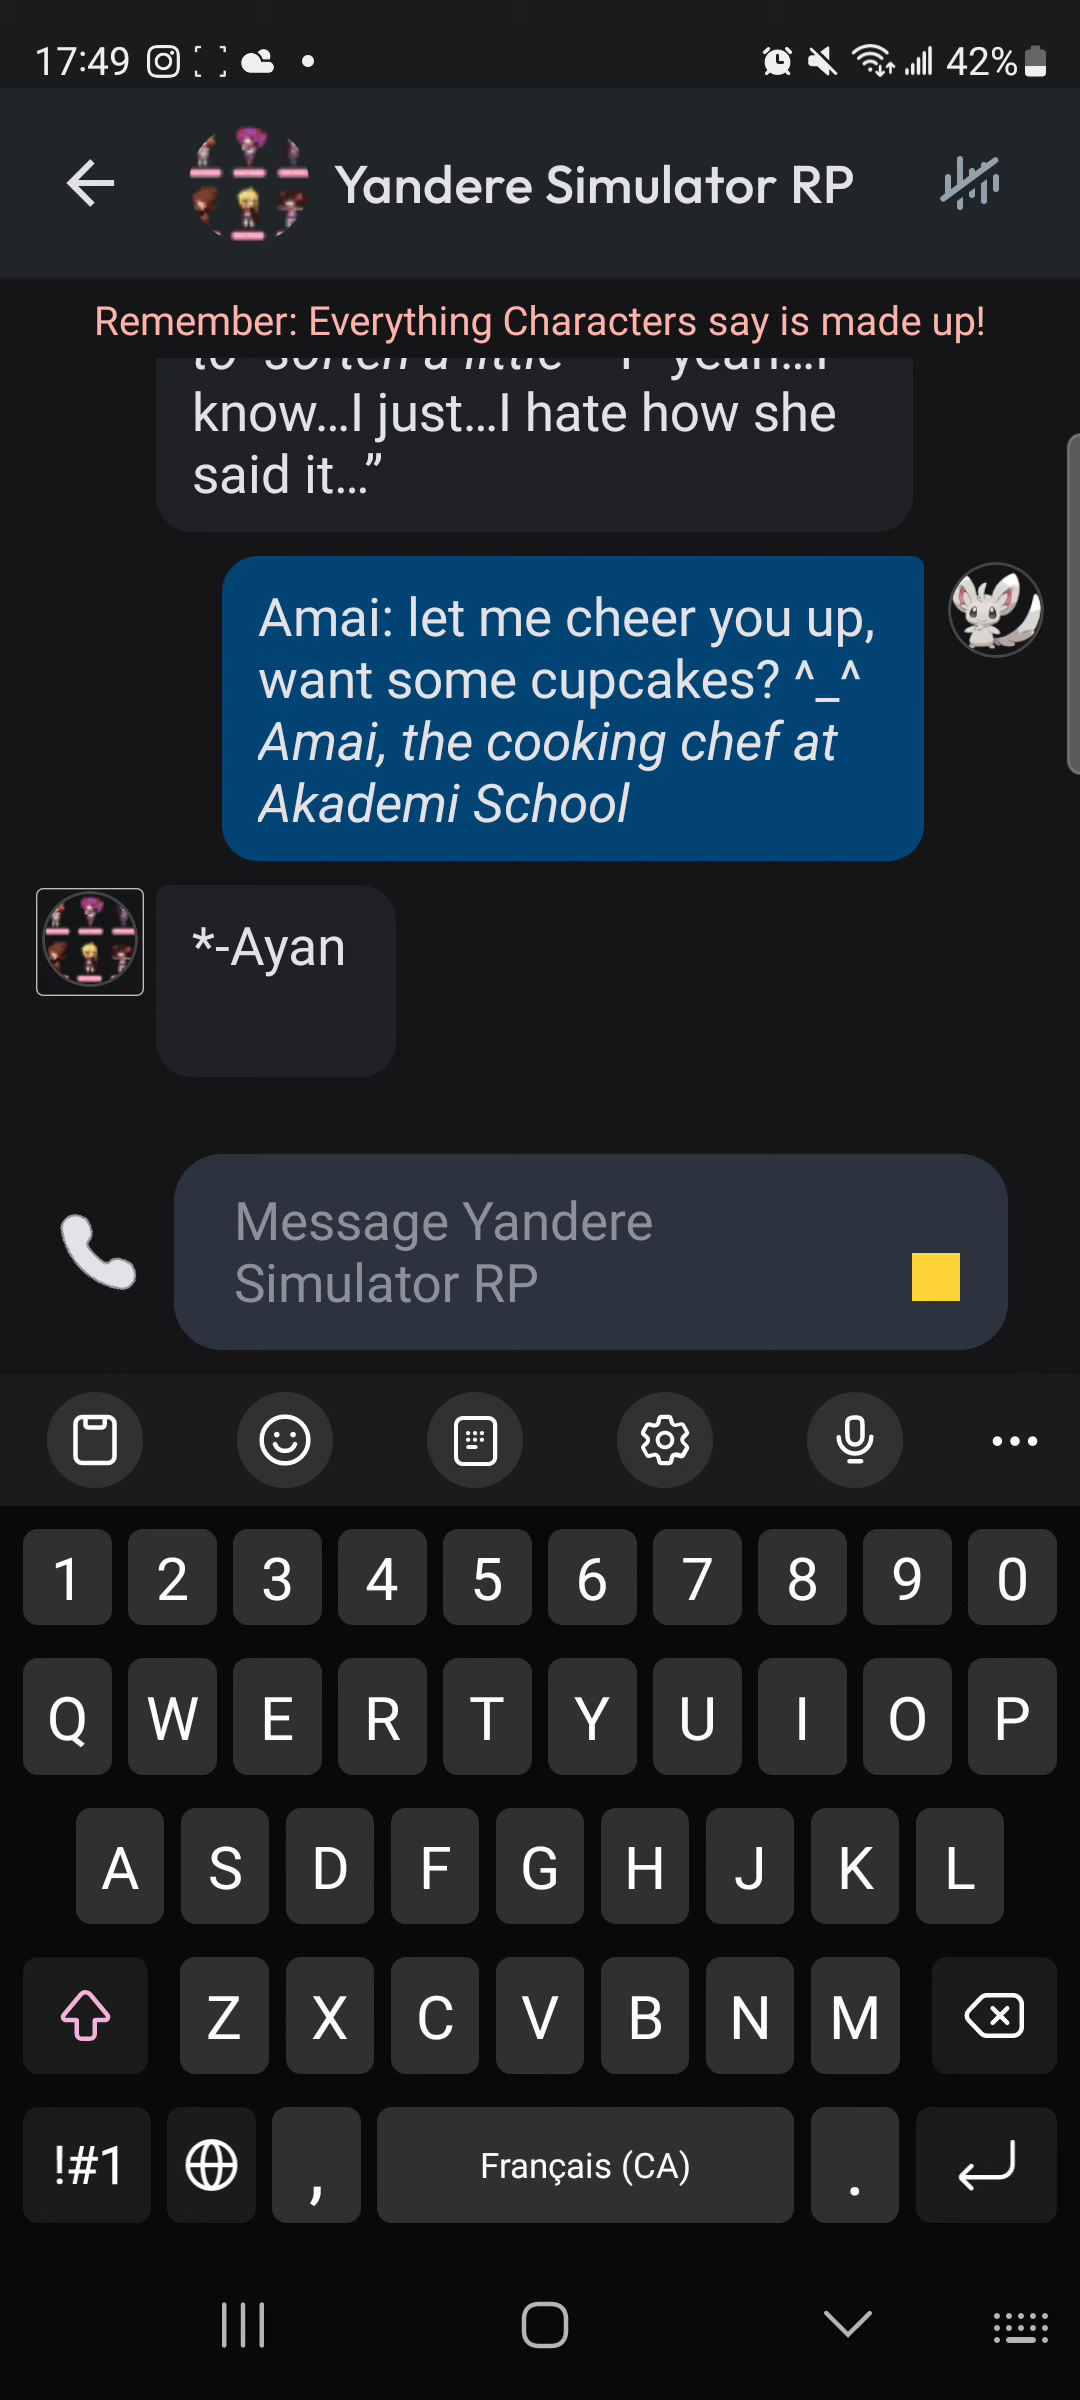 17:49
42%
Yandere Simulator RP
Remember: Everything Characters say is made up!
know...I just...I hate how she
said it...”
Amai: let me cheer you up,
want some cupcakes? ^_^
Amai, the cooking chef at
Akademi School
*-Ayan
Message Yandere
Simulator RP
1 2 3 4 5 6 7 8 9 0
Q W E R T Y U I O P
A S D F G H J K L
Z X C V B N M
!#1 , Français (CA) .